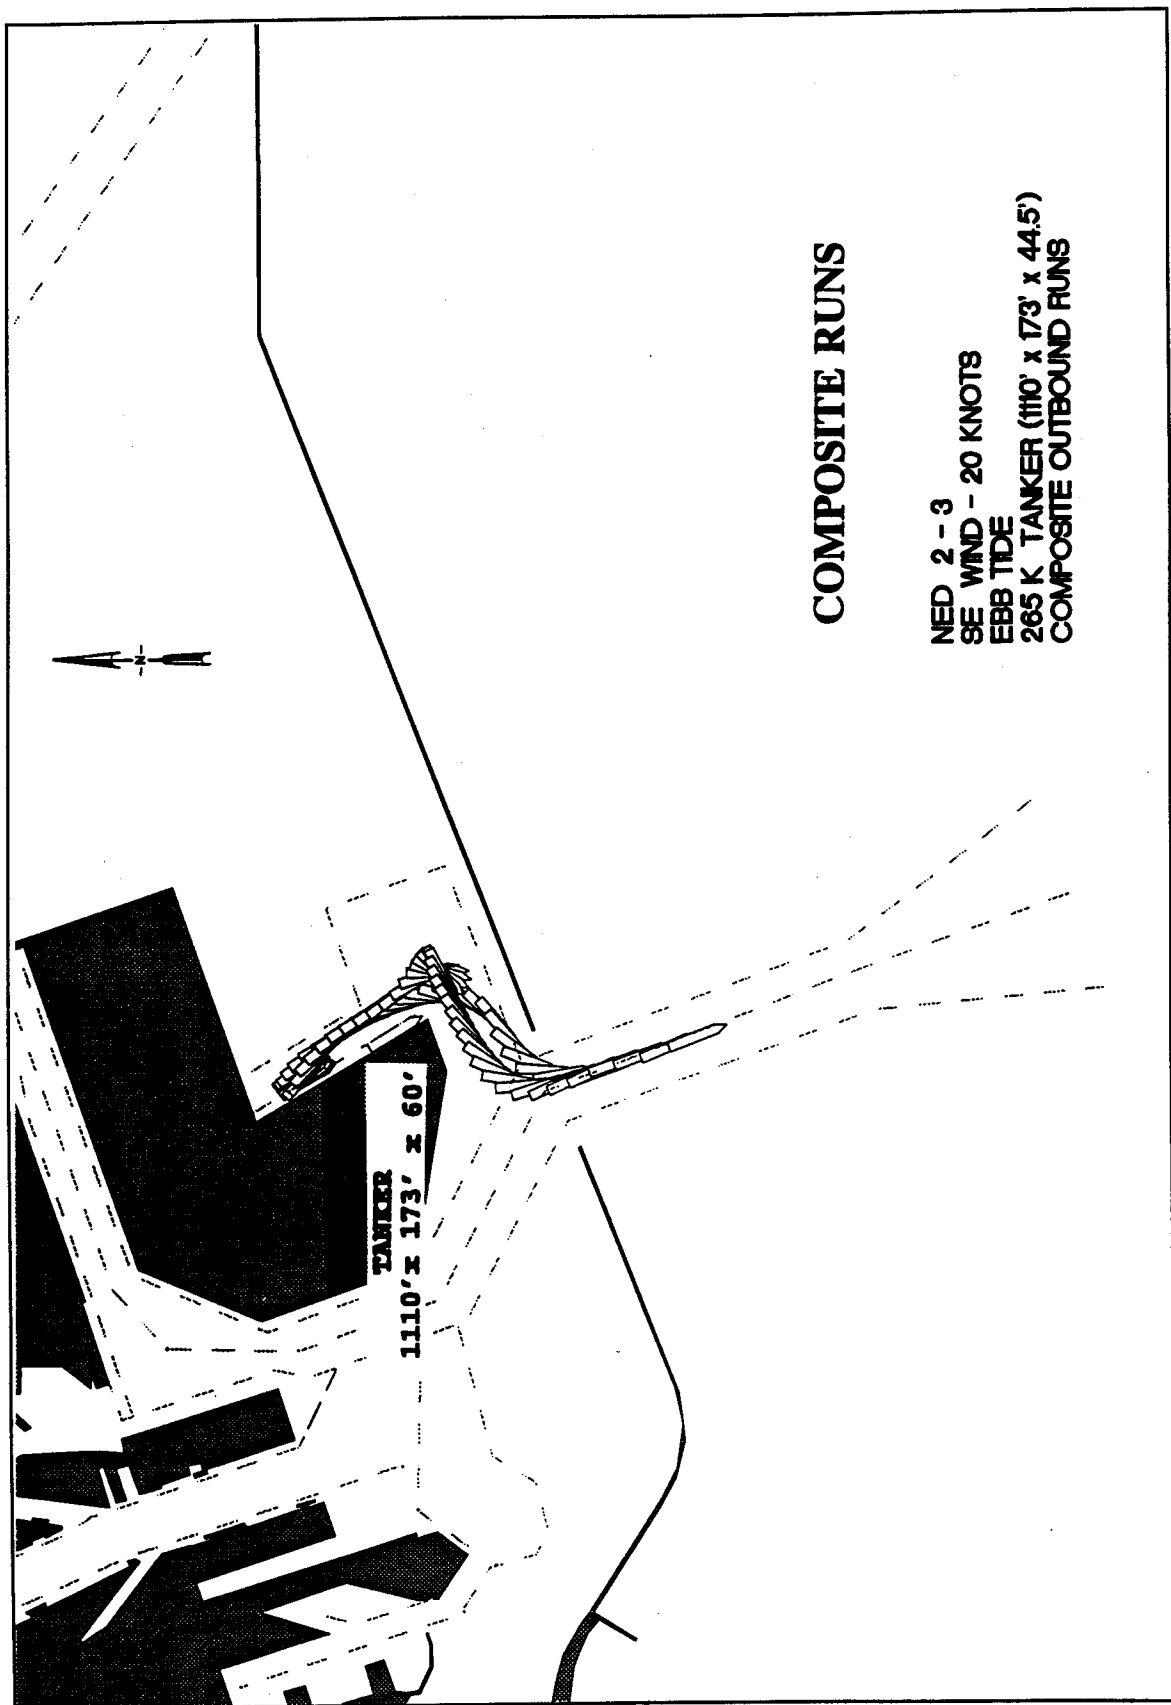 -N-
COMPOSITE RUNS
NED 2 - 3
SE WIND - 20 KNOTS
EBB TIDE
265 K TANKER (1110' x 173' x 44.5')
COMPOSITE OUTBOUND RUNS
TANKER
1110'x 173' x 60'